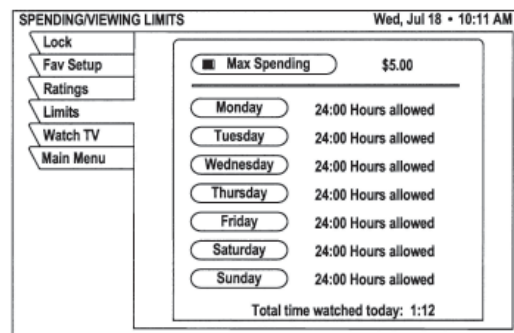 SPENDING/VIEWING LIMITS Wed, Jul 18 • 10:11 AM
Lock
Fav Setup
Ratings
Limits
Watch TV
Main Menu
Max Spending $5.00
Monday 24:00 Hours allowed
Tuesday 24:00 Hours allowed
Wednesday 24:00 Hours allowed
Thursday 24:00 Hours allowed
Friday 24:00 Hours allowed
Saturday 24:00 Hours allowed
Sunday 24:00 Hours allowed
Total time watched today: 1:12